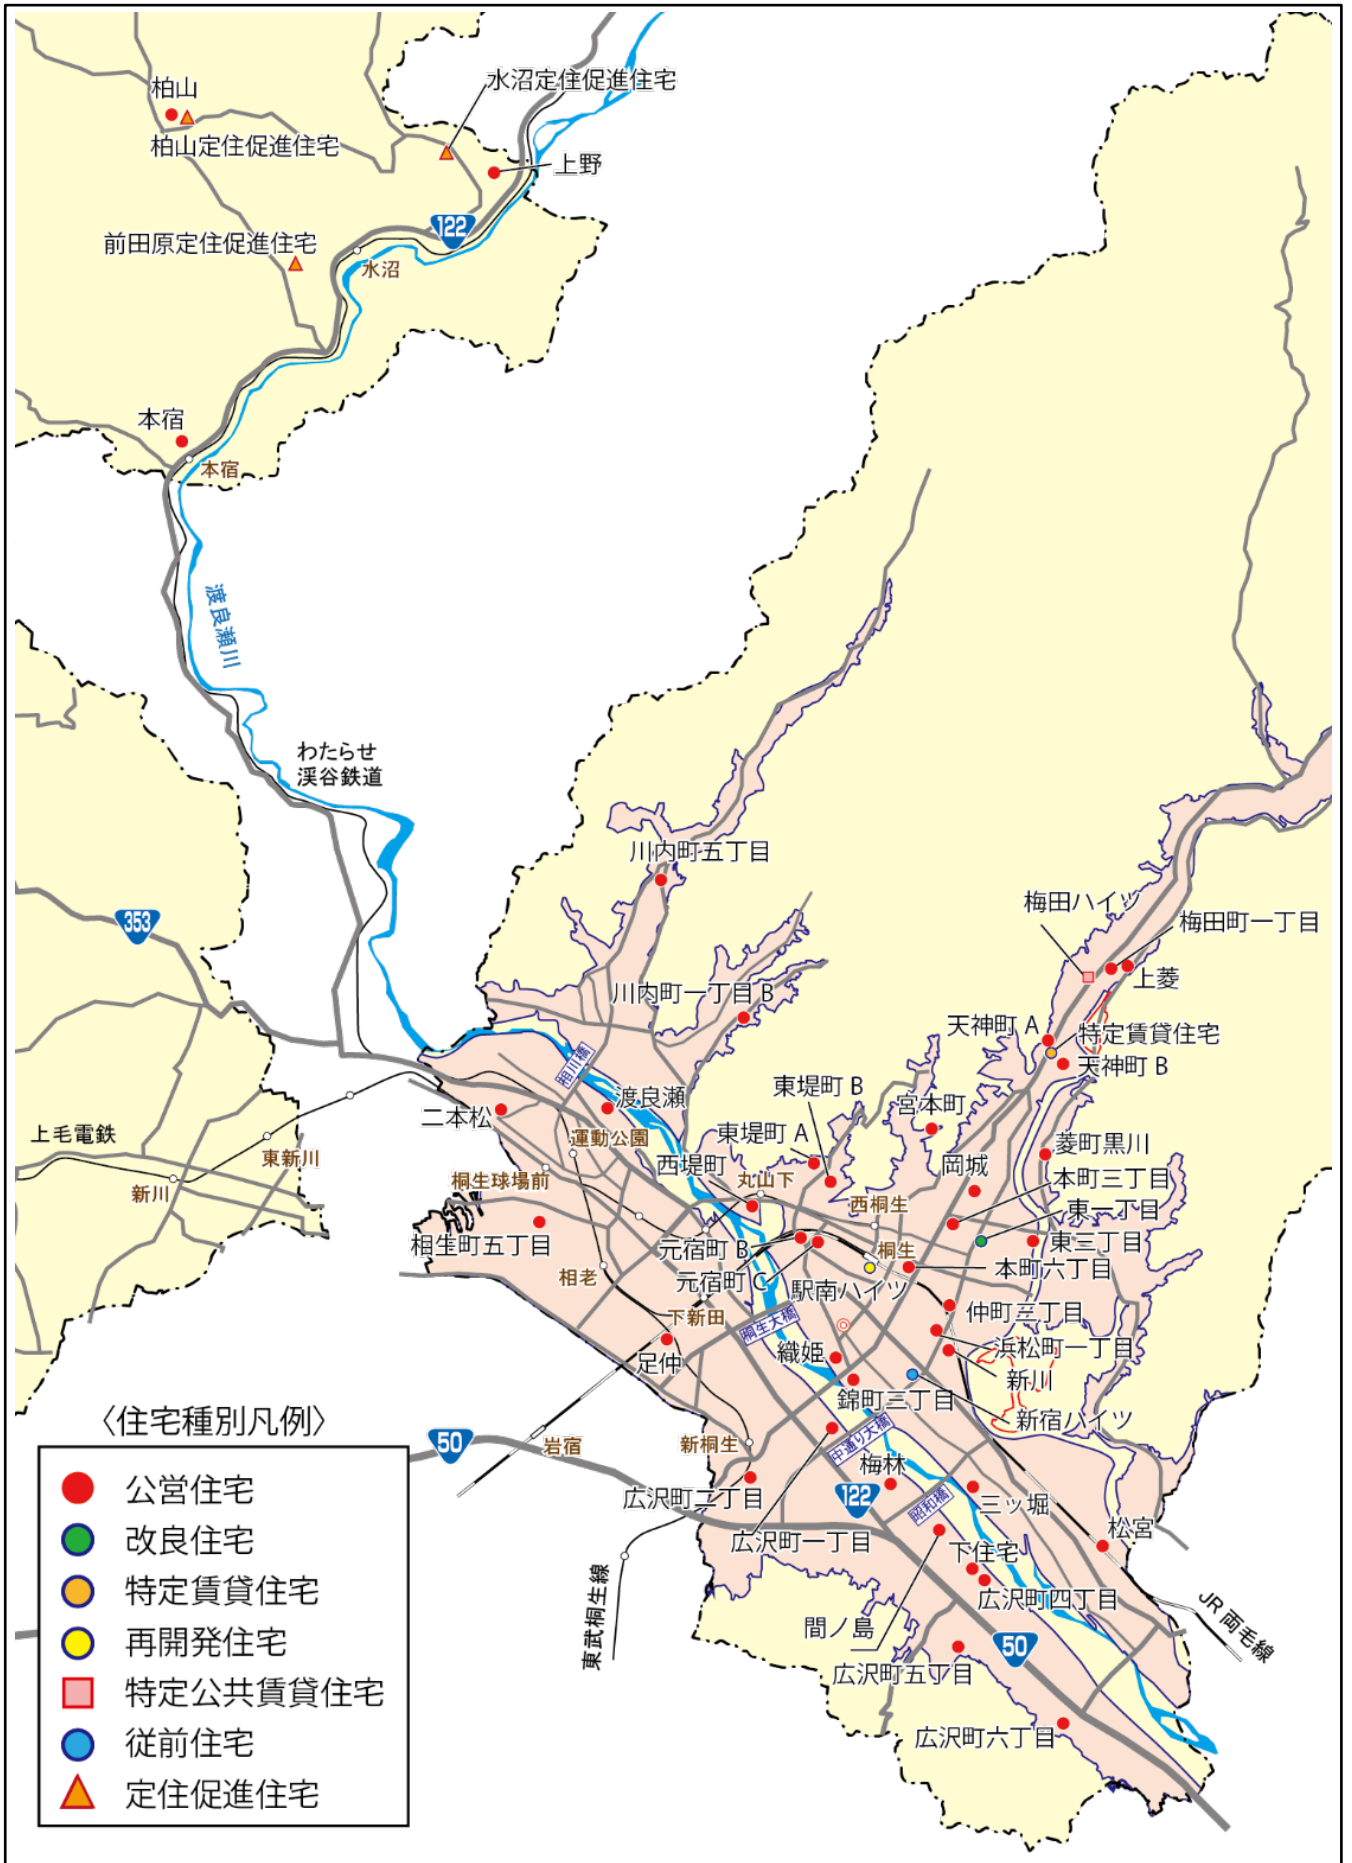 水沼定住促進住宅
柏山
柏山定住促進住宅
上野
122
前田原定住促進住宅
水沼
本宿
本宿
渡良瀬川
わたらせ
渓谷鉄道
川内町五丁目
353
梅田ハイツ
梅田町一丁目
上菱
川内町一丁目 B
天神町 A
特定賃貸住宅
天神町 B
相川橋
東堤町 B
宮本町
渡良瀬
二本松
上毛電鉄
東新川
新川
運動公園
東堤町 A
菱町黒川
桐生球場前
西堤町
丸山下
岡城
本町三丁目
西桐生
東一丁目
相生町五丁目
元宿町 B
桐生
東三丁目
相老
元宿町 C
駅南ハイツ
本町六丁目
下新田
桐生大橋
仲町三丁目
足仲
織姫
浜松町一丁目
新川
錦町三丁目
新宿ハイツ
50
岩宿
新桐生
中通り大橋
梅林
広沢町二丁目
122
昭和橋
三ッ堀
広沢町一丁目
松宮
下住宅
広沢町四丁目
東武桐生線
間ノ島
JR 両毛線
50
広沢町五丁目
広沢町六丁目
〈住宅種別凡例〉
公営住宅
改良住宅
特定賃貸住宅
再開発住宅
特定公共賃貸住宅
従前住宅
定住促進住宅